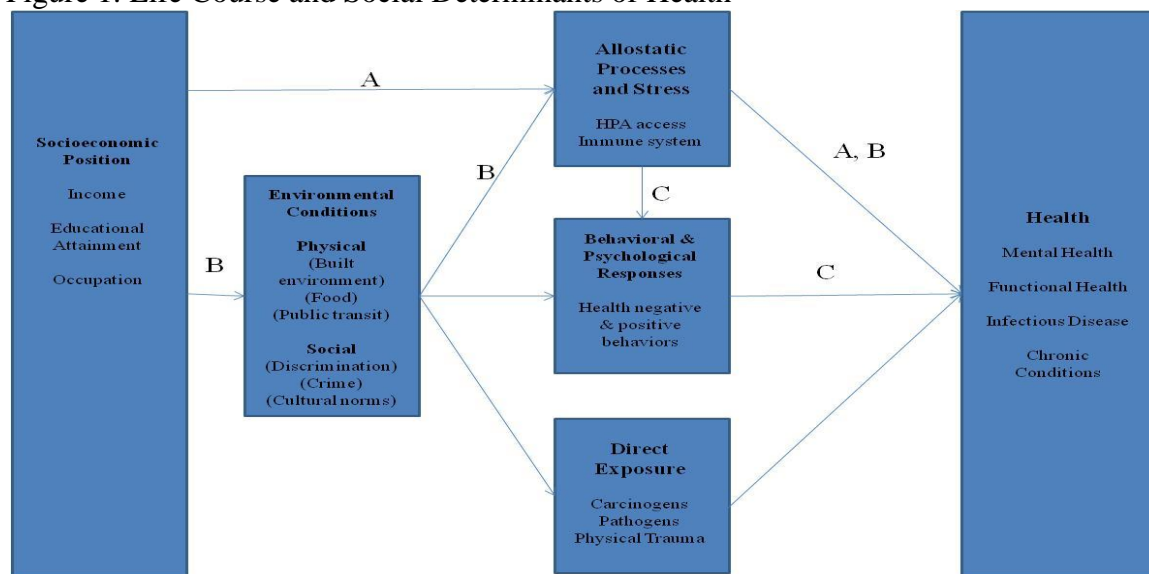 Figure 1. Life Course and Social Determinants of Health
Socioeconomic
Position
Income
Educational
Attainment
Occupation
A
B
Environmental
Conditions
Physical
(Built
environment)
(Food)
(Public transit)
Social
(Discrimination)
(Crime)
(Cultural norms)
B
Allostatic
Processes
and Stress
HPA access
Immune system
C
Behavioral &
Psychological
Responses
Health negative
& positive
behaviors
Direct
Exposure
Carcinogens
Pathogens
Physical Trauma
A, B
C
Health
Mental Health
Functional Health
Infectious Disease
Chronic
Conditions